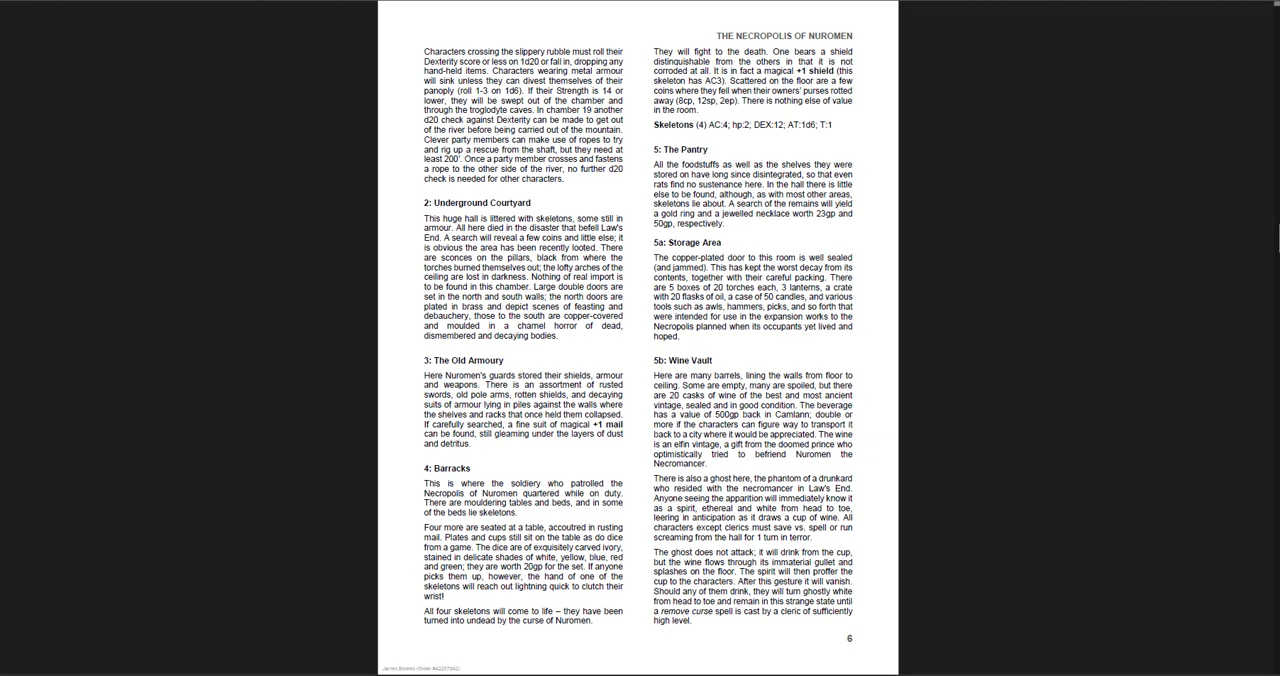 THE NECROPOLIS OF NUROMEN
Characters crossing the slippery rubble must roll their
Dexterity score or less on 1d20 or fall in, dropping any
hand-held items. Characters wearing metal armour
will sink unless they can divest themselves of their
panoply (roll 1-3 on 1d6). If their Strength is 14 or
lower, they will be swept out of the chamber and
through the troglodyte caves. In chamber 19 another
d20 check against Dexterity can be made to get out
of the river before being carried out of the mountain.
Clever party members can make use of ropes to try
and rig up a rescue from the shaft, but they need at
least 200'. Once a party member crosses and fastens
a rope to the other side of the river, no further d20
check is needed for other characters.
2: Underground Courtyard
This huge hall is littered with skeletons, some still in
armour. All here died in the disaster that befell Law's
End. A search will reveal a few coins and little else; it
is obvious the area has been recently looted. There
are sconces on the pillars, black from where the
torches burned themselves out; the lofty arches of the
ceiling are lost in darkness. Nothing of real import is
to be found in this chamber. Large double doors are
set in the north and south walls; the north doors are
plated in brass and depict scenes of feasting and
debauchery, those to the south are copper-covered
and moulded in a charnel horror of dead,
dismembered and decaying bodies.
3: The Old Armoury
Here Nuromen's guards stored their shields, armour
and weapons. There is an assortment of rusted
swords, old pole arms, rotten shields, and decaying
suits of armour lying in piles against the walls where
the shelves and racks that once held them collapsed.
If carefully searched, a fine suit of magical +1 mail
can be found, still gleaming under the layers of dust
and detritus.
4: Barracks
This is where the soldiery who patrolled the
Necropolis of Nuromen quartered while on duty.
There are mouldering tables and beds, and in some
of the beds lie skeletons.
Four more are seated at a table, accoutred in rusting
mail. Plates and cups still sit on the table as do dice
from a game. The dice are of exquisitely carved ivory,
stained in delicate shades of white, yellow, blue, red
and green; they are worth 20gp for the set. If anyone
picks them up, however, the hand of one of the
skeletons will reach out lightning quick to clutch their
wrist!
All four skeletons will come to life – they have been
turned into undead by the curse of Nuromen.
They will fight to the death. One bears a shield
distinguishable from the others in that it is not
corroded at all. It is in fact a magical +1 shield (this
skeleton has AC3). Scattered on the floor are a few
coins where they fell when their owners' purses rotted
away (8cp, 12sp, 2ep). There is nothing else of value
in the room.
Skeletons (4) AC:4; hp:2; DEX:12; AT:1d6; T:1
5: The Pantry
All the foodstuffs as well as the shelves they were
stored on have long since disintegrated, so that even
rats find no sustenance here. In the hall there is little
else to be found, although, as with most other areas,
skeletons lie about. A search of the remains will yield
a gold ring and a jewelled necklace worth 23gp and
50gp, respectively.
5a: Storage Area
The copper-plated door to this room is well sealed
(and jammed). This has kept the worst decay from its
contents, together with their careful packing. There
are 5 boxes of 20 torches each, 3 lanterns, a crate
with 20 flasks of oil, a case of 50 candles, and various
tools such as awls, hammers, picks, and so forth that
were intended for use in the expansion works to the
Necropolis planned when its occupants yet lived and
hoped.
5b: Wine Vault
Here are many barrels, lining the walls from floor to
ceiling. Some are empty, many are spoiled, but there
are 20 casks of wine of the best and most ancient
vintage, sealed and in good condition. The beverage
has a value of 500gp back in Camlann; double or
more if the characters can figure way to transport it
back to a city where it would be appreciated. The wine
is an elfin vintage, a gift from the doomed prince who
optimistically tried to befriend Nuromen the
Necromancer.
There is also a ghost here, the phantom of a drunkard
who resided with the necromancer in Law's End.
Anyone seeing the apparition will immediately know it
as a spirit, ethereal and white from head to toe,
leering in anticipation as it draws a cup of wine. All
characters except clerics must save vs. spell or run
screaming from the hall for 1 turn in terror.
The ghost does not attack; it will drink from the cup,
but the wine flows through its immaterial gullet and
splashes on the floor. The spirit will then proffer the
cup to the characters. After this gesture it will vanish.
Should any of them drink, they will turn ghostly white
from head to toe and remain in this strange state until
a remove curse spell is cast by a cleric of sufficiently
high level.
6